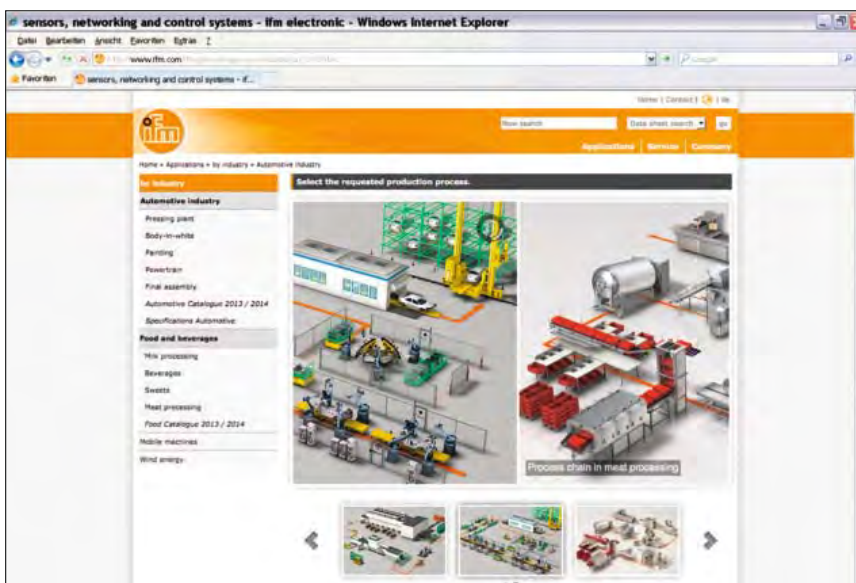 sensors, networking and control systems - ifm electronic - Windows Internet Explorer
Datei Bearbeiten Ansicht Favoriten Extras ?
www.ifm.com
Favoriten sensors, networking and control systems - if...
Home | Contact |
ifm
New search Data sheet search go
Applications Service Company
Home » Applications » by industry » Automotive industry
by industry
Select the requeated production process.
Automotive industry
Pressing plant
Body-in-white
Painting
Powertrain
Final assembly
Automotive Catalogue 2013 / 2014
Specifications Automotive
Food and beverages
Milk processing
Beverages
Sweets
Meat processing
Food Catalogue 2013 / 2014
Mobile machines
Wind energy
Process chain in meat processing